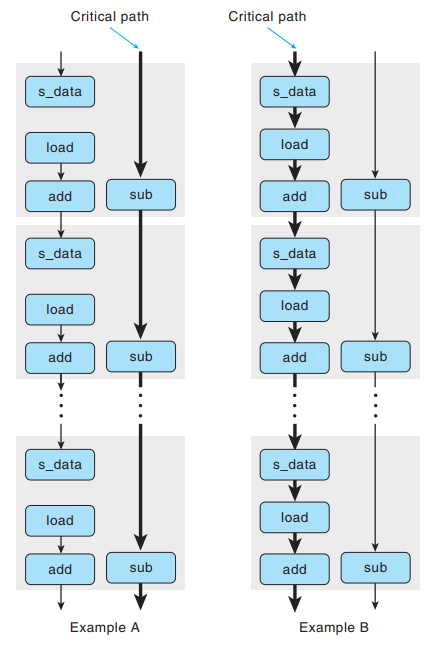 Critical path
Critical path
s_data
load
add
sub
s_data
load
add
sub
s_data
load
add
sub
Example A
s_data
load
add
sub
s_data
load
add
sub
s_data
load
add
sub
Example B